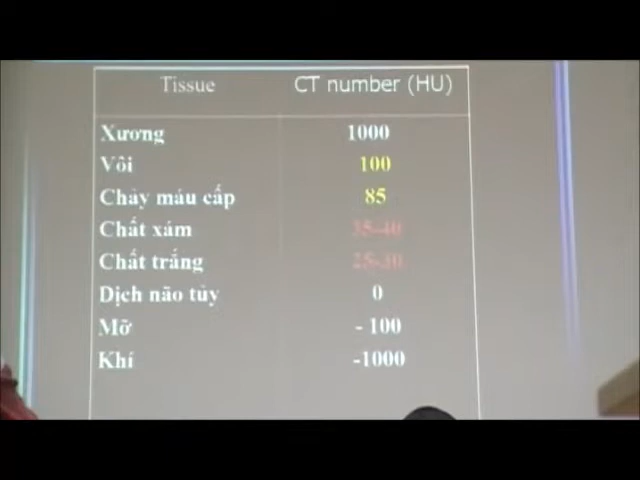 Tissue CT number (HU)
Xương 1000
Vôi 100
Chảy máu cấp 85
Chất xám 35-40
Chất trắng 25-30
Dịch não tủy 0
Mỡ - 100
Khí -1000